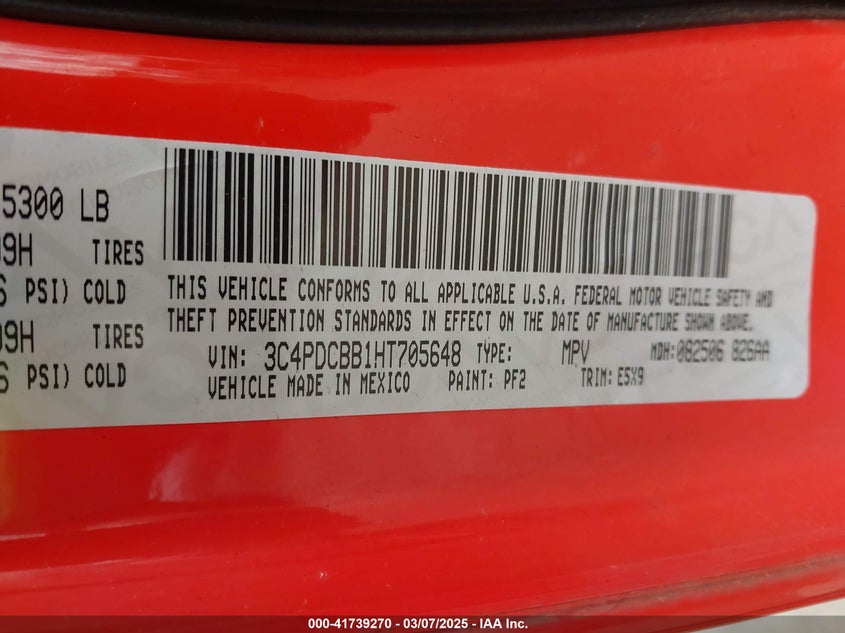 5300 LB
09H TIRES
PSI) COLD
09H TIRES
PSI) COLD
THIS VEHICLE CONFORMS TO ALL APPLICABLE U.S.A. FEDERAL MOTOR VEHICLE SAFETY AND
THEFT PREVENTION STANDARDS IN EFFECT ON THE DATE OF MANUFACTURE SHOWN ABOVE.
VIN: 3C4PDCBB1HT705648 TYPE: MPV MDH:082506 826AA
VEHICLE MADE IN MEXICO PAINT: PF2 TRIM: E5X9
000-41739270 - 03/07/2025 - IAA Inc.